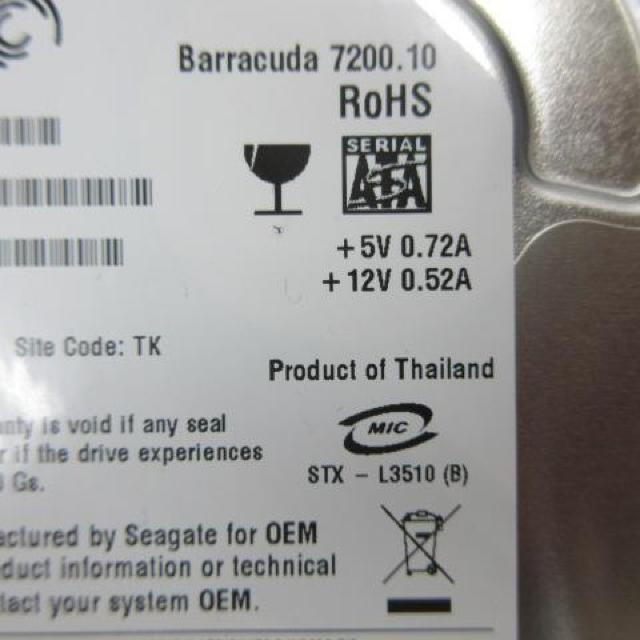 Barracuda 7200.10
RoHS
SERIAL
ATA
+5V 0.72A
+12V 0.52A
Site Code: TK
Product of Thailand
is void if any seal
if the drive experiences
Gs.
MIC
STX - L3510 (B)
by Seagate for OEM
information or technical
your system OEM.